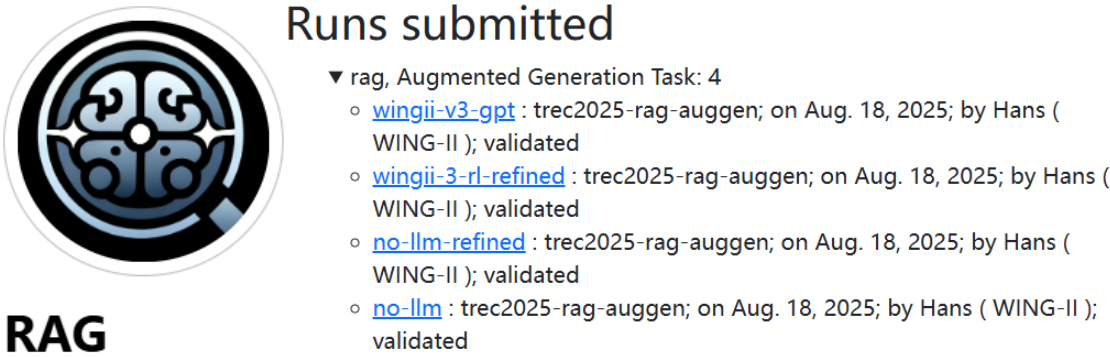 Runs submitted
▼ rag, Augmented Generation Task: 4
◦ wingii-v3-gpt : trec2025-rag-auggen; on Aug. 18, 2025; by Hans (
WING-II ); validated
◦ wingii-3-rl-refined : trec2025-rag-auggen; on Aug. 18, 2025; by Hans (
WING-II ); validated
◦ no-llm-refined : trec2025-rag-auggen; on Aug. 18, 2025; by Hans (
WING-II ); validated
◦ no-llm : trec2025-rag-auggen; on Aug. 18, 2025; by Hans ( WING-II );
validated
RAG